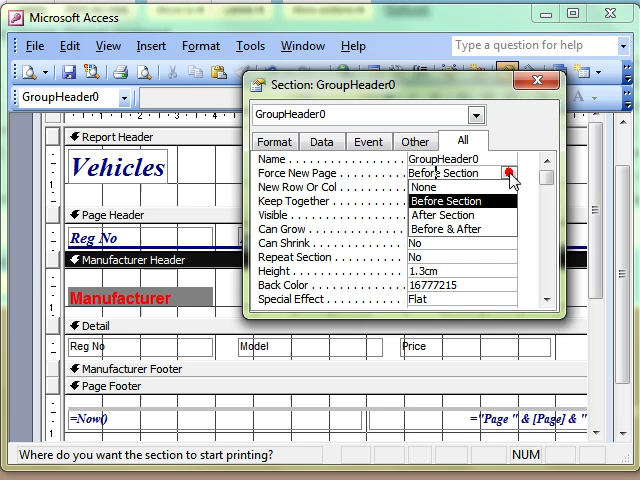 Microsoft Access
File Edit View Insert Format Tools Window Help Type a question for help
GroupHeader0
Section: GroupHeader0
GroupHeader0
Format Data Event Other All
Name GroupHeader0
Force New Page Before Section
New Row Or Col None
Keep Together Before Section
Visible After Section
Can Grow Before & After
Can Shrink No
Repeat Section No
Height 1.3cm
Back Color 16777215
Special Effect Flat
Report Header
Vehicles
Page Header
Reg No
Manufacturer Header
Manufacturer
Detail
Reg No Model Price
Manufacturer Footer
Page Footer
=Now() ="Page " & [Page] & "
Where do you want the section to start printing? NUM